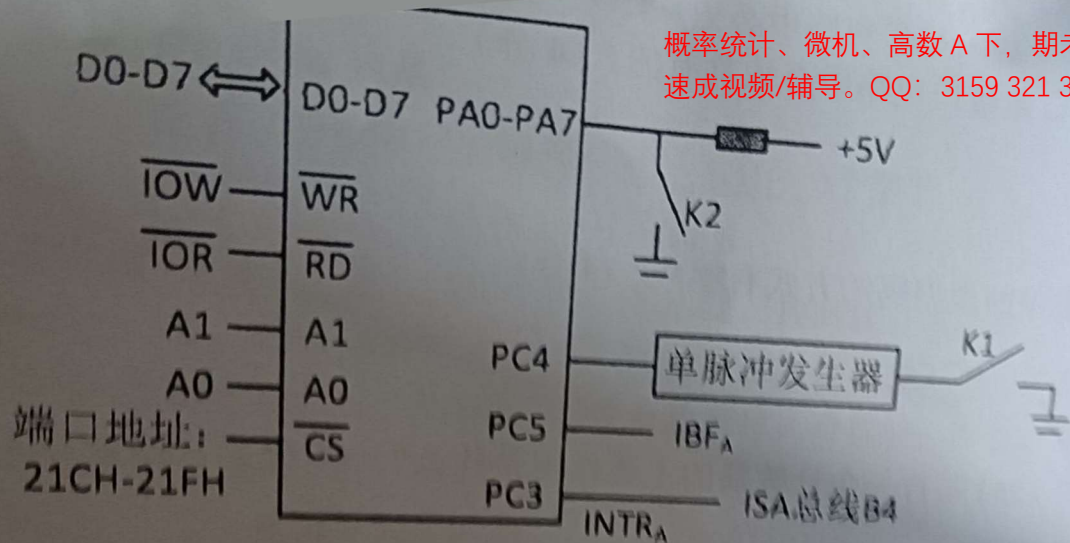 概率统计、微机、高数 A 下，期未
速成视频/辅导。QQ：3159 321 3
D0-D7
D0-D7
PA0-PA7
+5V
IOW
WR
K2
IOR
RD
A1
A1
PC4
单脉冲发生器
K1
A0
A0
端口地址：
21CH-21FH
CS
PC5
IBFA
PC3
INTRA
ISA总线B4